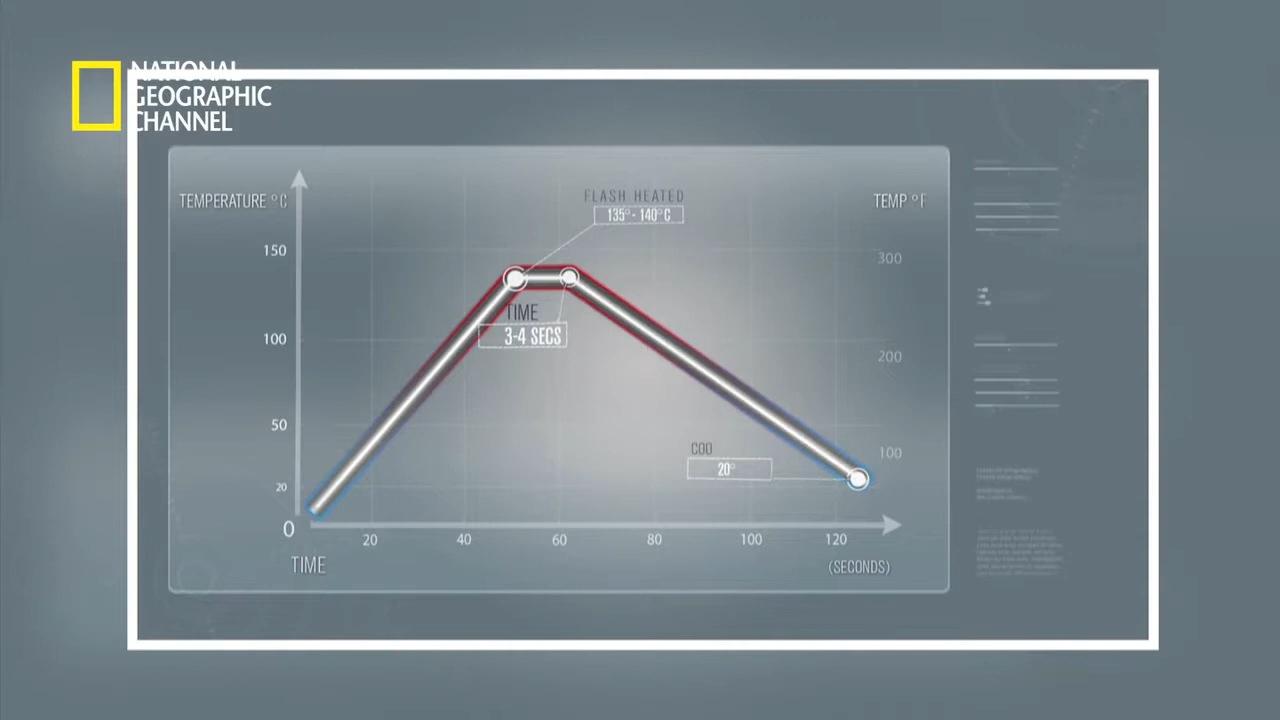 NATIONAL
GEOGRAPHIC
CHANNEL
TEMPERATURE °C
FLASH HEATED
135° - 140°C
TEMP °F
150
300
TIME
3-4 SECS
100
200
50
COO
20°
100
20
0
20
40
60
80
100
120
TIME
(SECONDS)